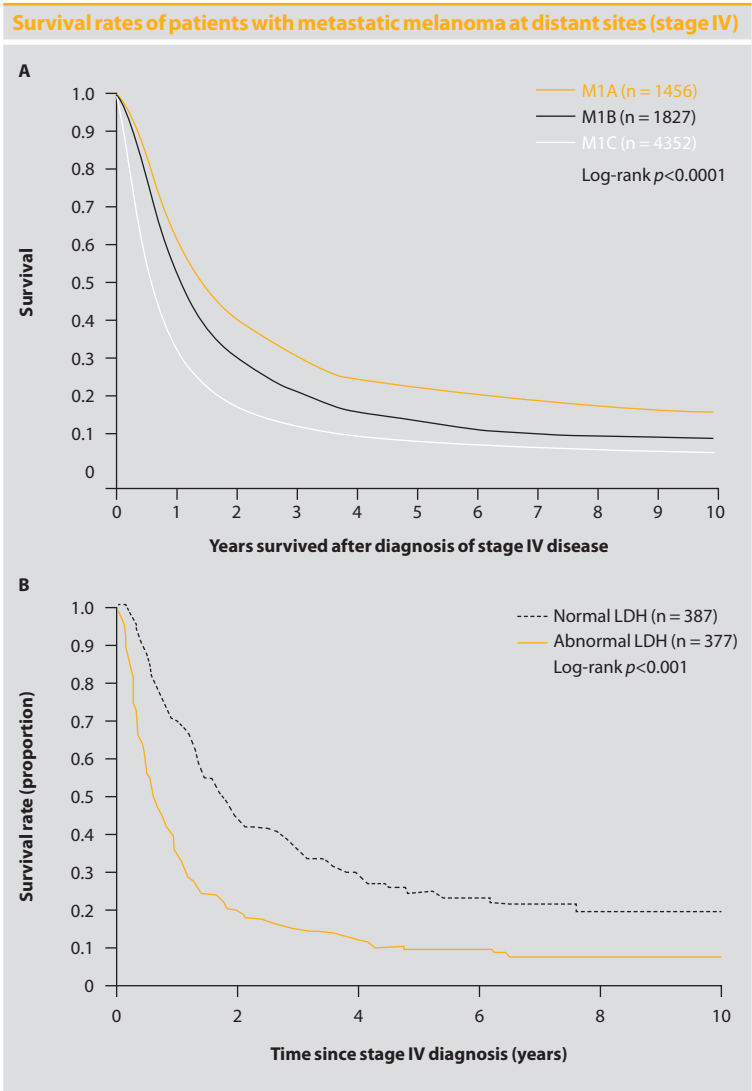 Survival rates of patients with metastatic melanoma at distant sites (stage IV)
A
M1A (n = 1456)
M1B (n = 1827)
M1C (n = 4352)
Log-rank p<0.0001
Survival
1.0
0.9
0.8
0.7
0.6
0.5
0.4
0.3
0.2
0.1
0
0 1 2 3 4 5 6 7 8 9 10
Years survived after diagnosis of stage IV disease
B
Normal LDH (n = 387)
Abnormal LDH (n = 377)
Log-rank p<0.001
Survival rate (proportion)
1.0
0.9
0.8
0.7
0.6
0.5
0.4
0.3
0.2
0.1
0
0 2 4 6 8 10
Time since stage IV diagnosis (years)